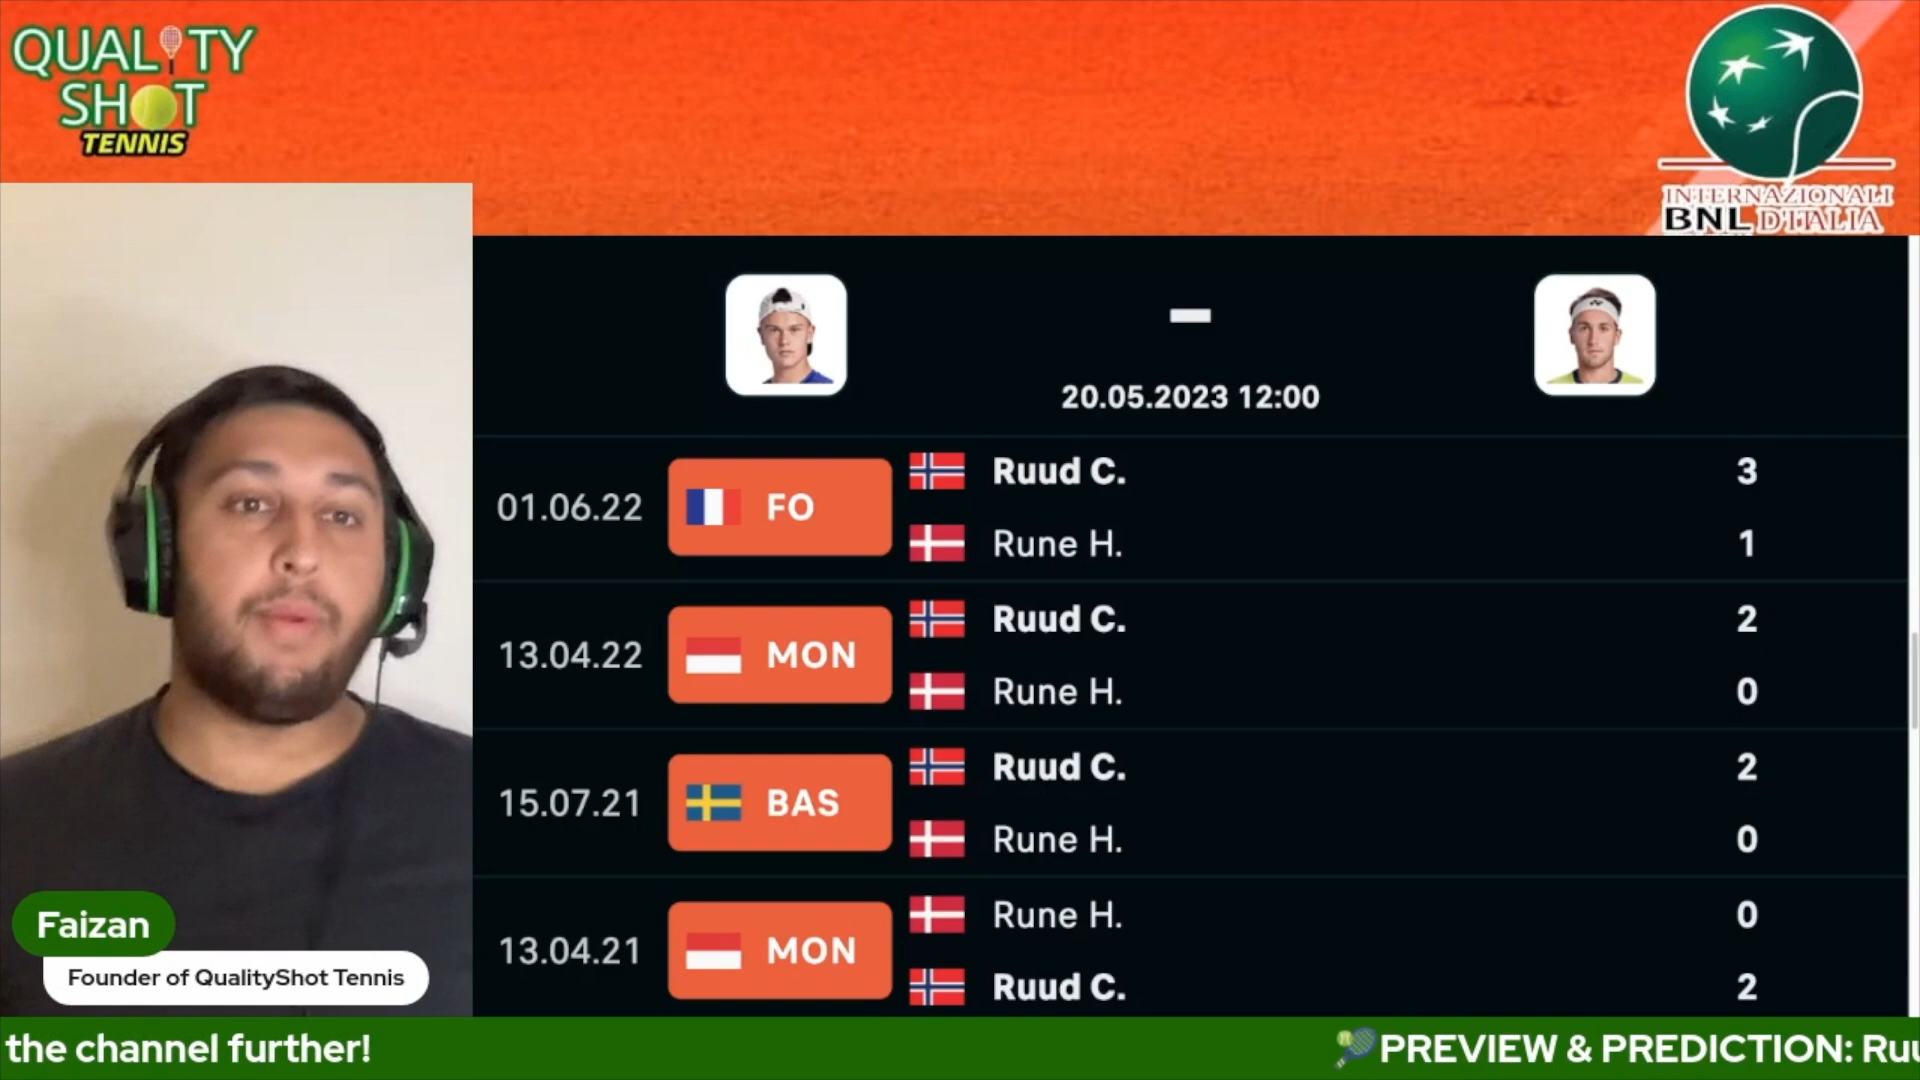 QUALITY
SHOT
TENNIS
INTERNAZIONALI
BNL D'ITALIA
20.05.2023 12:00
01.06.22 FO Ruud C. 3
Rune H. 1
13.04.22 MON Ruud C. 2
Rune H. 0
15.07.21 BAS Ruud C. 2
Rune H. 0
13.04.21 MON Rune H. 0
Ruud C. 2
Faizan
Founder of QualityShot Tennis
the channel further! PREVIEW & PREDICTION: Ruu